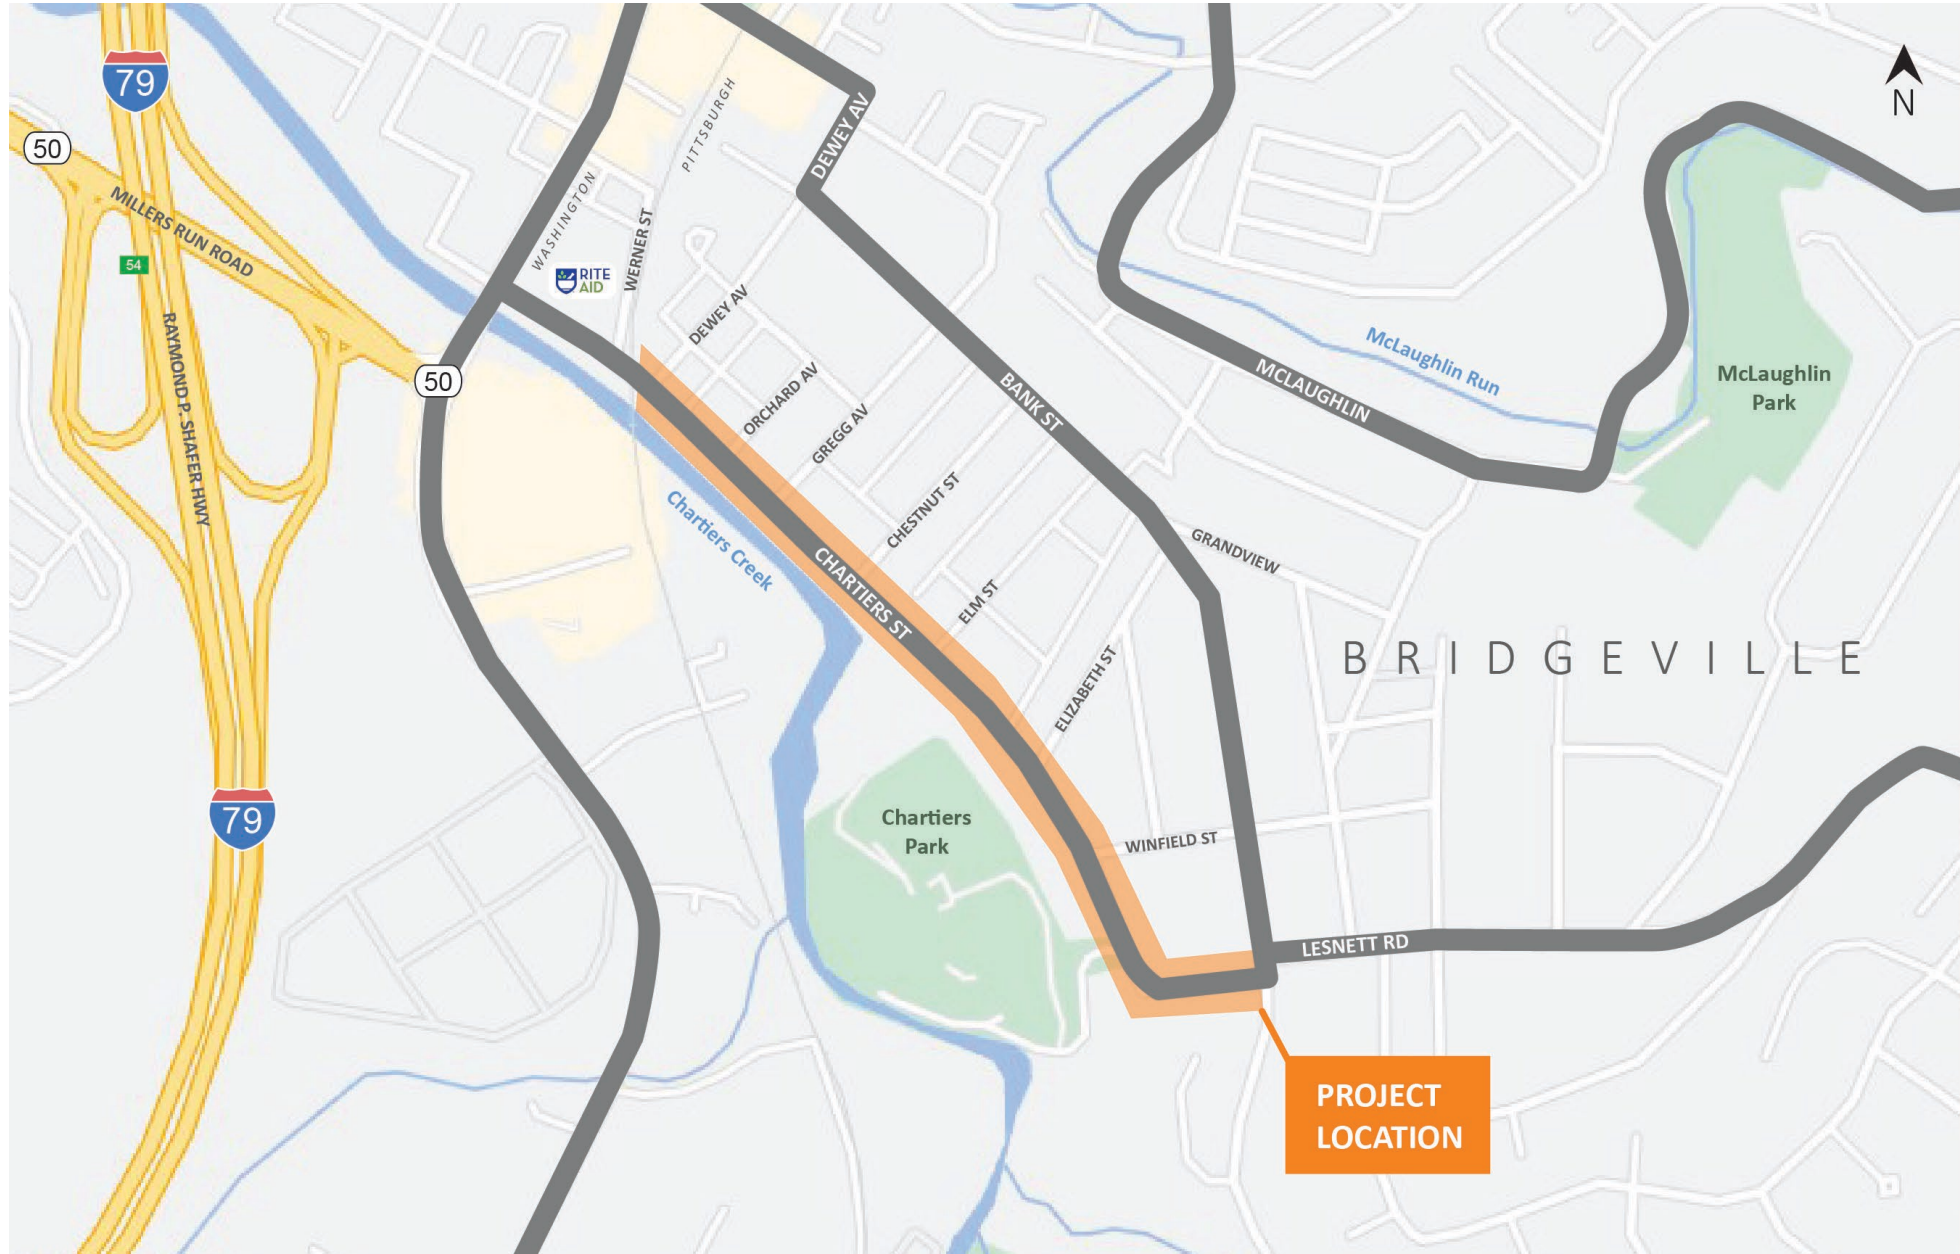 79
N
50
DEWEY AV
PITTSBURGH
WASHINGTON
MILLERS RUN ROAD
WERNER ST
54
RITE
AID
DEWEY AV
RAYMOND P. SHAFER HWY
McLaughlin Run
McLaughlin
Park
50
MCLAUGHLIN
BANK ST
ORCHARD AV
GREGG AV
CHESTNUT ST
Chartiers Creek
GRANDVIEW
CHARTIERS ST
ELM ST
BRIDGEVILLE
ELIZABETH ST
79
Chartiers
Park
WINFIELD ST
LESNETT RD
PROJECT
LOCATION